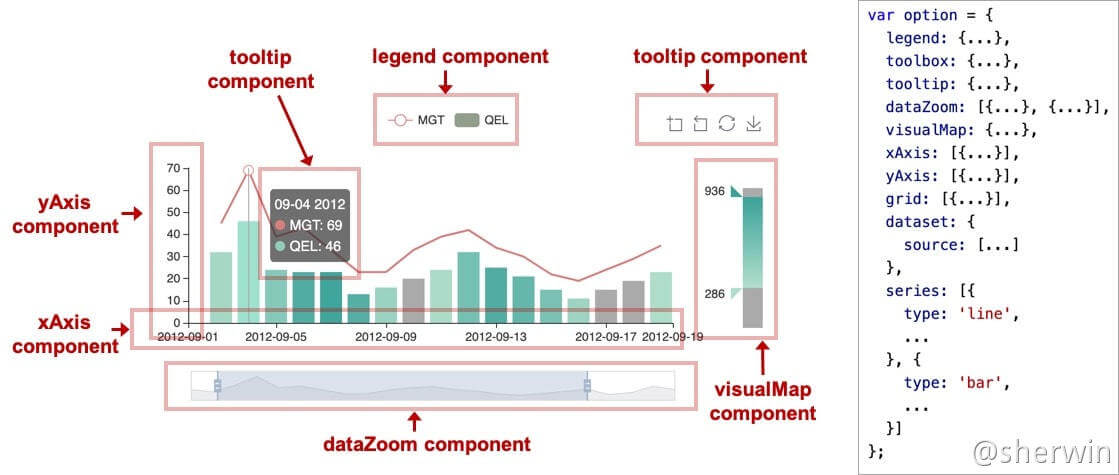 tooltip
component
legend component
tooltip component
MGT
QEL
yAxis
component
70
60
50
40
30
20
10
0
09-04 2012
MGT: 69
QEL: 46
936
286
xAxis
component
2012-09-01
2012-09-05
2012-09-09
2012-09-13
2012-09-17
2012-09-19
visualMap
component
dataZoom component
var option = {
legend: {...},
toolbox: {...},
tooltip: {...},
dataZoom: [{...}, {...}],
visualMap: {...},
xAxis: [{...}],
yAxis: [{...}],
grid: [{...}],
dataset: {
source: [...]
},
series: [{
type: 'line',
...
}, {
type: 'bar',
...
}]
};
@sherwin